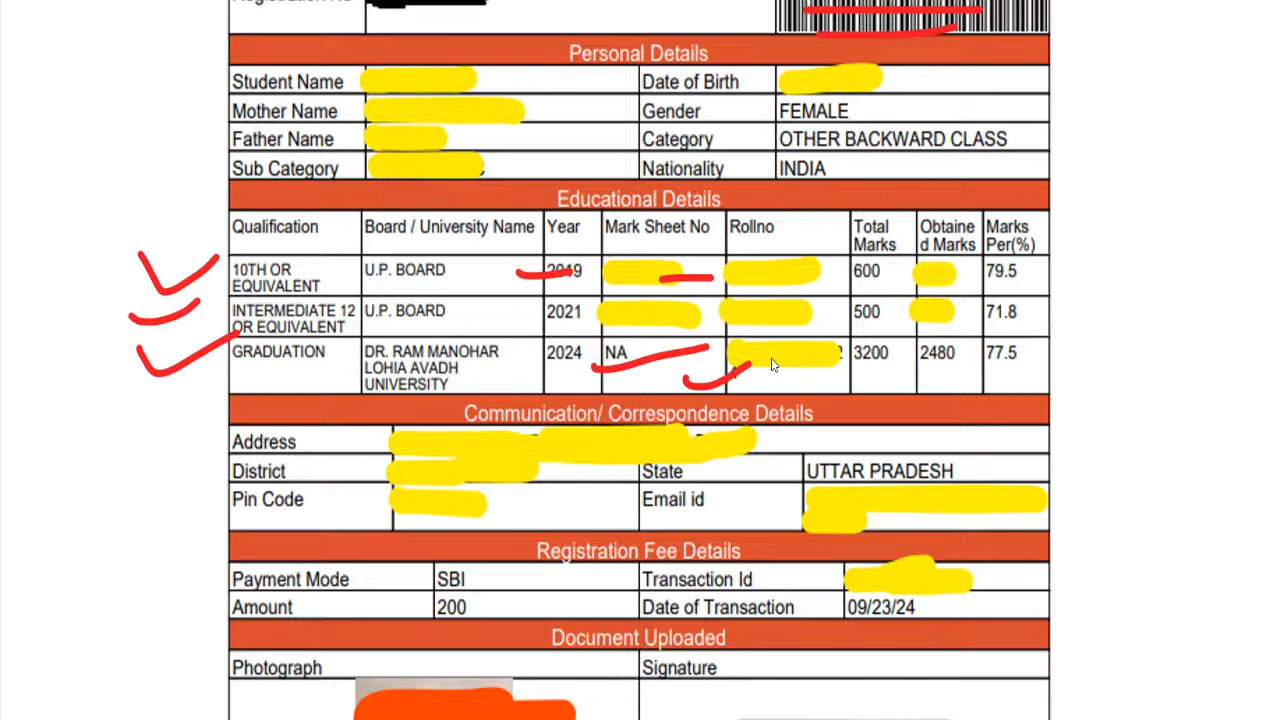 Personal Details
Student Name
Date of Birth
Mother Name
Gender FEMALE
Father Name
Category OTHER BACKWARD CLASS
Sub Category
Nationality INDIA
Educational Details
Qualification Board / University Name Year Mark Sheet No Rollno Total Marks Obtained Marks Marks Per(%)
10TH OR EQUIVALENT U.P. BOARD 2019 600 79.5
INTERMEDIATE 12 OR EQUIVALENT U.P. BOARD 2021 500 71.8
GRADUATION DR. RAM MANOHAR LOHIA AVADH UNIVERSITY 2024 NA 3200 2480 77.5
Communication/ Correspondence Details
Address
District
State UTTAR PRADESH
Pin Code
Email id
Registration Fee Details
Payment Mode SBI
Transaction Id
Amount 200
Date of Transaction 09/23/24
Document Uploaded
Photograph
Signature